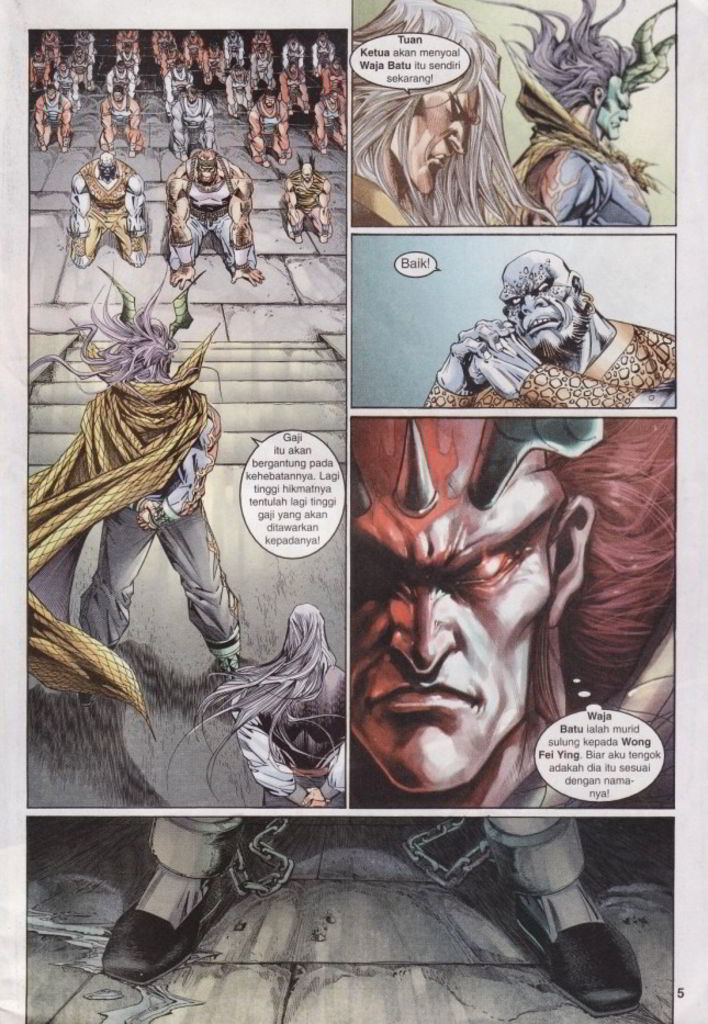 Gaji
itu akan
bergantung pada
kehebatannya. Lagi
tinggi hikmatnya
tentulah lagi tinggi
gaji yang akan
ditawarkan
kepadanya!
Tuan
Ketua akan menyoal
Waja Batu itu sendiri
sekarang!
Baik!
Waja
Batu ialah murid
sulung kepada Wong
Fei Ying. Biar aku tengok
adakah dia itu sesuai
dengan nama-
nya!
5